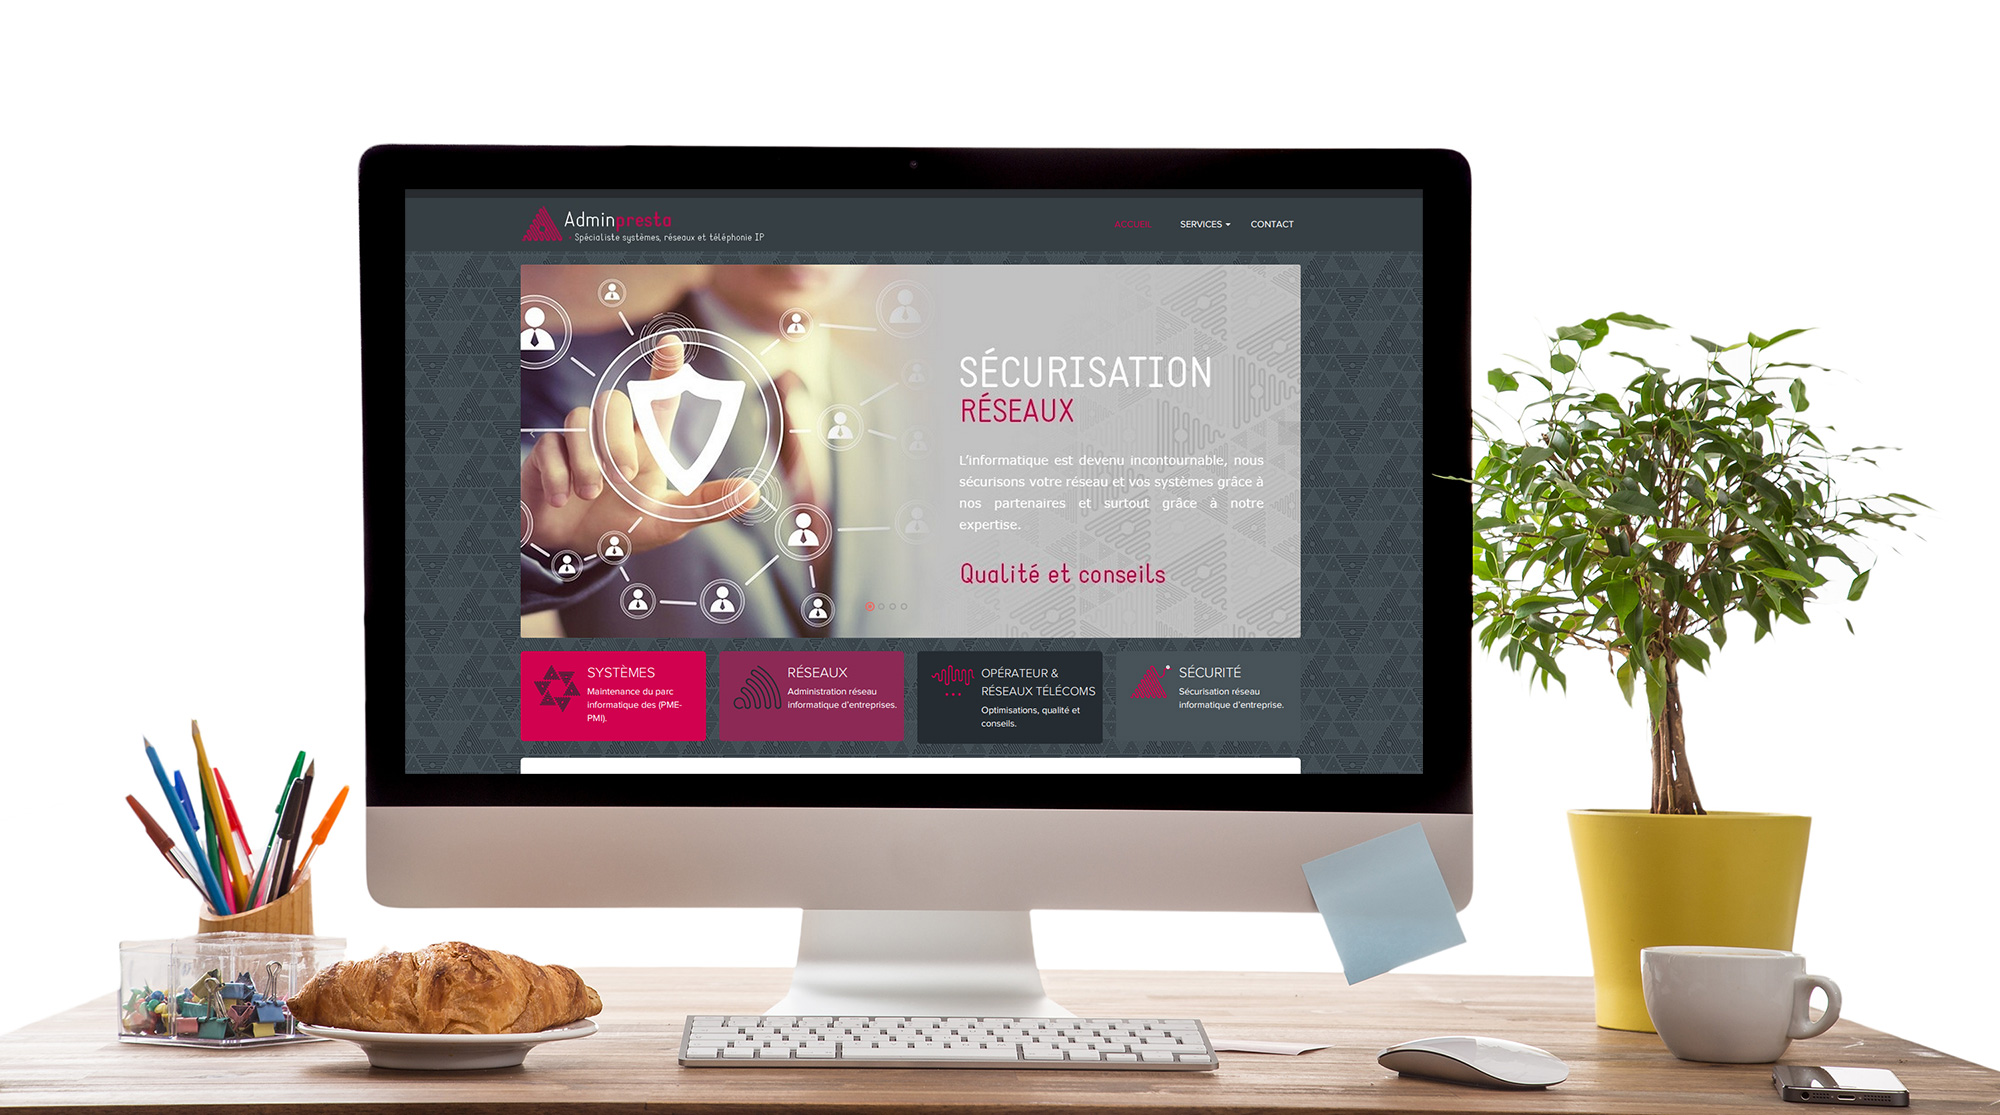 Adminpresta
Spécialiste systèmes, réseaux et téléphonie IP
ACCUEIL
SERVICES
CONTACT
SÉCURISATION
RÉSEAUX
L'informatique est devenu incontournable, nous
sécurisons votre réseau et vos systèmes grâce à
nos partenaires et surtout grâce à notre
expertise.
Qualité et conseils
SYSTÈMES
Maintenance du parc
informatique des (PME-
PMI).
RÉSEAUX
Administration réseau
informatique d'entreprises.
OPÉRATEUR &
RÉSEAUX TÉLÉCOMS
Optimisations, qualité et
conseils.
SÉCURITÉ
Sécurisation réseau
informatique d'entreprise.